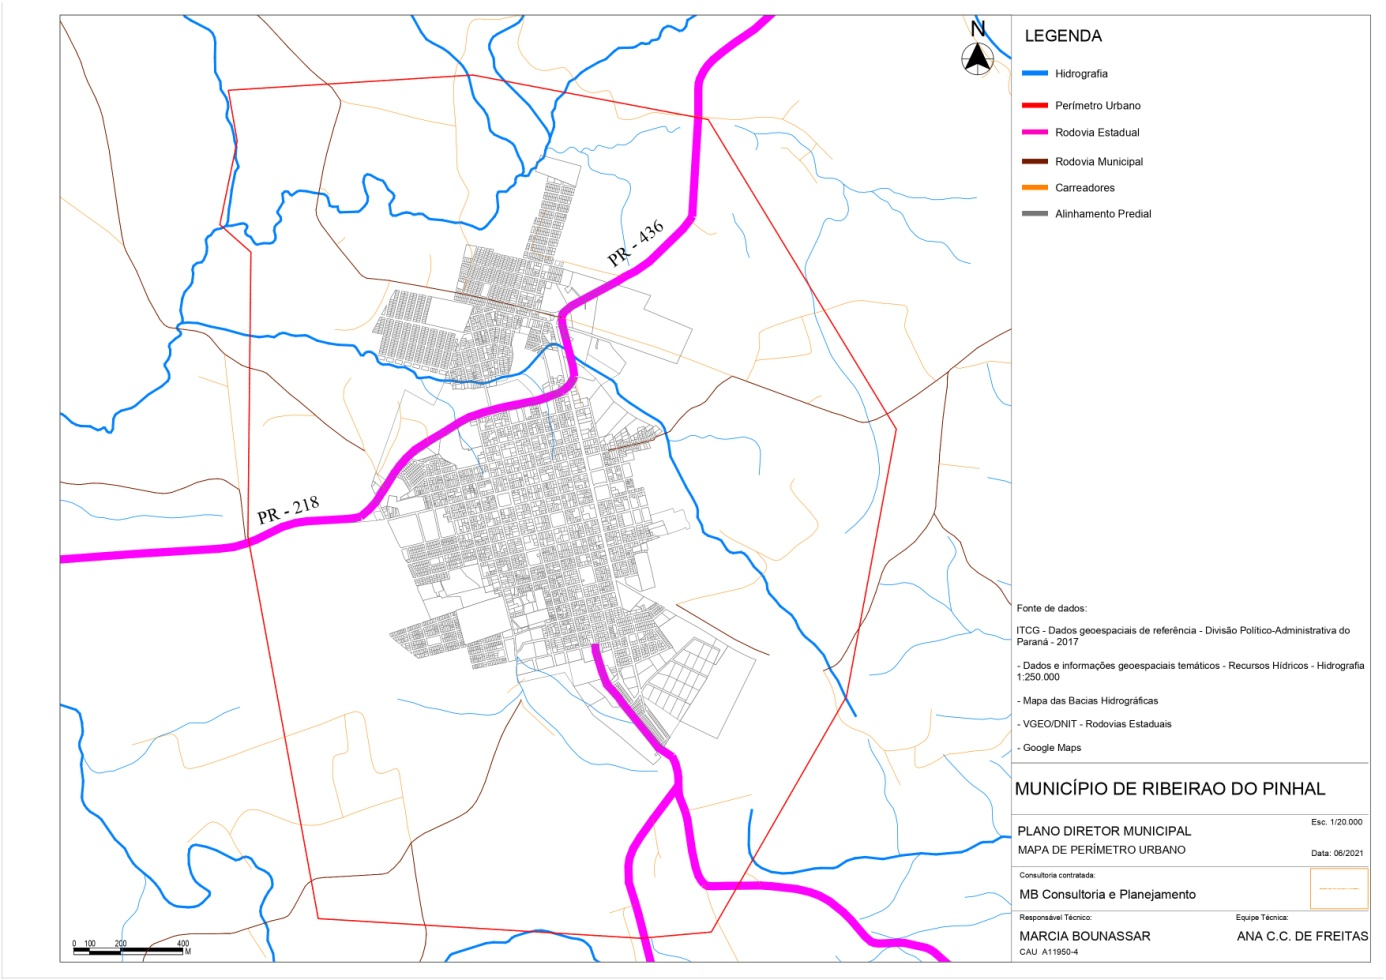 N
PR - 436
PR - 218
0 100 200 400
M
LEGENDA
Hidrografia
Perímetro Urbano
Rodovia Estadual
Rodovia Municipal
Carreadores
Alinhamento Predial
Fonte de dados:
ITCG - Dados geoespaciais de referência - Divisão Político-Administrativa do
Paraná - 2017
- Dados e informações geoespaciais temáticos - Recursos Hídricos - Hidrografia
1:250.000
- Mapa das Bacias Hidrográficas
- VGEO/DNIT - Rodovias Estaduais
- Google Maps
MUNICÍPIO DE RIBEIRAO DO PINHAL
Esc. 1/20.000
PLANO DIRETOR MUNICIPAL
MAPA DE PERÍMETRO URBANO
Data: 06/2021
Consultoria contratada:
MB Consultoria e Planejamento
Responsável Técnico:
MARCIA BOUNASSAR
CAU A11950-4
Equipe Técnica:
ANA C.C. DE FREITAS